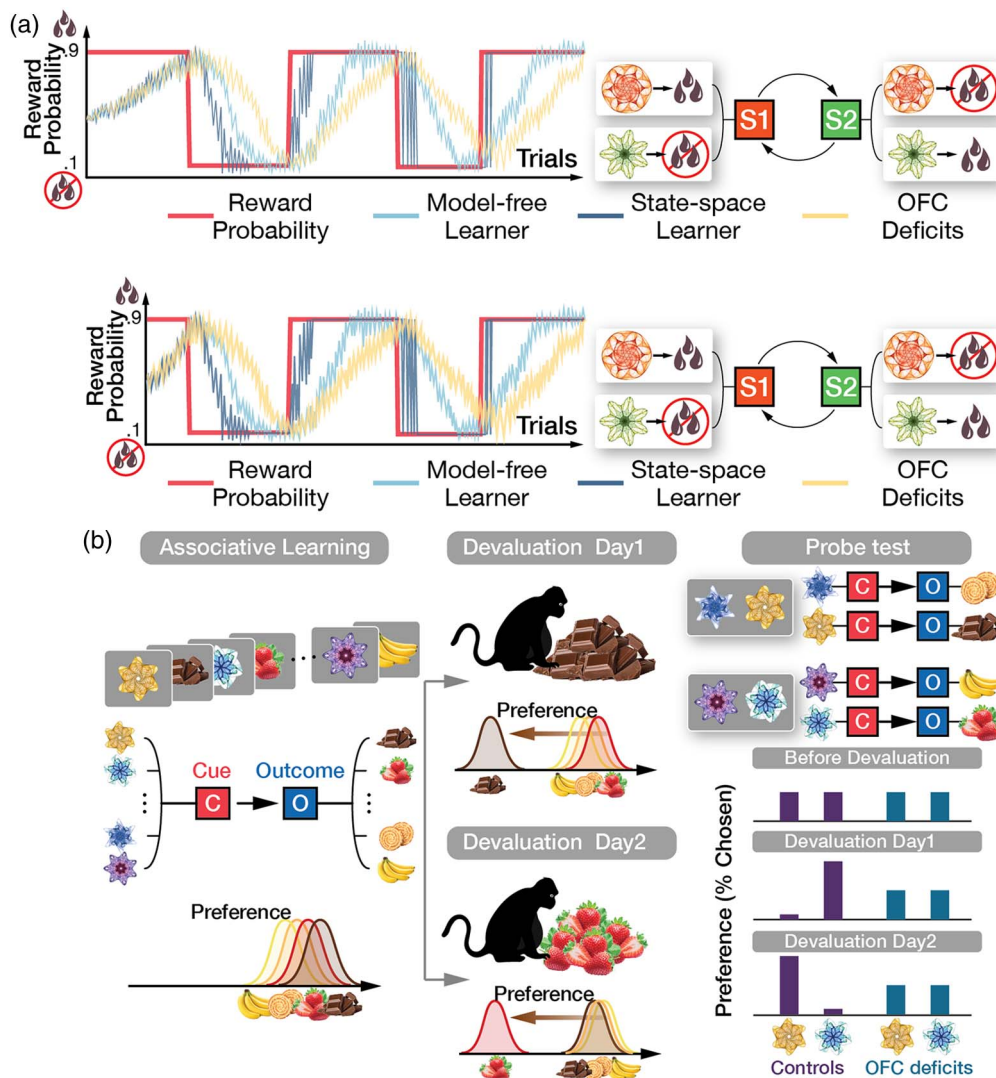 (a)
.9
Reward
Probability
.1
Trials
S1
S2
Reward
Probability
Model-free
Learner
State-space
Learner
OFC
Deficits
.9
Reward
Probability
.1
Trials
S1
S2
Reward
Probability
Model-free
Learner
State-space
Learner
OFC
Deficits
(b)
Associative Learning
Cue
Outcome
C
O
Preference
Devaluation Day1
Preference
Devaluation Day2
Preference
Probe test
C
O
C
O
C
O
C
O
Before Devaluation
Devaluation Day1
Devaluation Day2
Preference (% Chosen)
Controls
OFC deficits